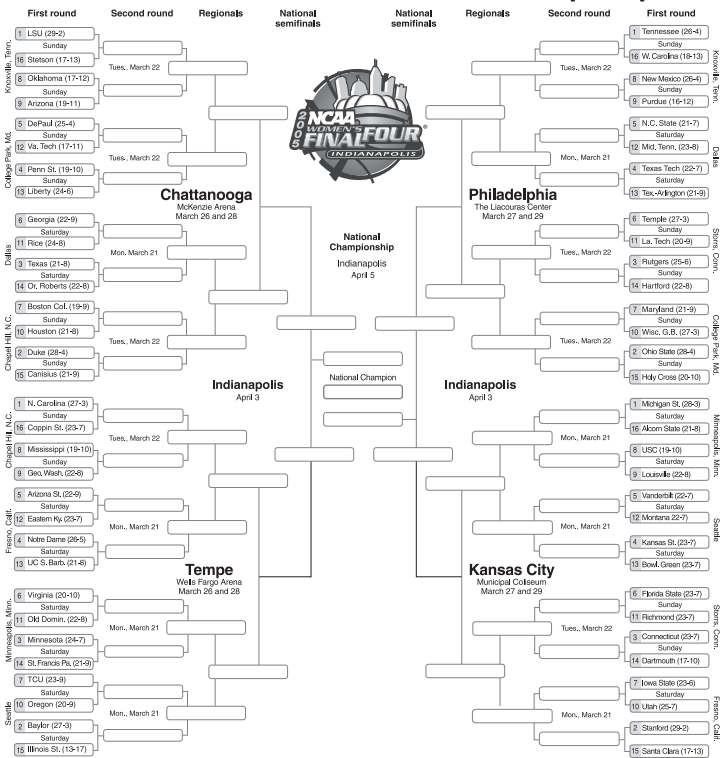 First round
Second round
Regionals
National
semifinals
National
semifinals
Regionals
Second round
First round
Knoxville, Tenn.
1 LSU (29-2)
Sunday
16 Stetson (17-13)
Tues., March 22
8 Oklahoma (17-12)
Sunday
9 Arizona (19-11)
College Park, Md.
5 DePaul (25-4)
Sunday
12 Va. Tech (17-11)
Tues., March 22
4 Penn St. (19-10)
Sunday
13 Liberty (24-6)
Chattanooga
McKenzie Arena
March 26 and 28
Dallas
6 Georgia (22-9)
Saturday
11 Rice (24-8)
Mon. March 21
3 Texas (21-8)
Saturday
14 Or. Roberts (22-8)
Chapel Hill, N.C.
7 Boston Col. (19-9)
Sunday
10 Houston (21-8)
Tues., March 22
2 Duke (28-4)
Sunday
15 Canisius (21-9)
Indianapolis
April 3
Chapel Hill, N.C.
1 N. Carolina (27-3)
Sunday
16 Coppin St. (23-7)
Tues., March 22
8 Mississippi (19-10)
Sunday
9 Geo. Wash. (22-8)
Fresno, Calif.
5 Arizona St. (22-9)
Saturday
12 Eastern Ky. (23-7)
Mon., March 21
4 Notre Dame (26-5)
Saturday
13 UC S. Barb. (21-8)
Tempe
Wells Fargo Arena
March 26 and 28
Minneapolis, Minn.
6 Virginia (20-10)
Saturday
11 Old Domin. (22-8)
Mon., March 21
3 Minnesota (24-7)
Saturday
14 St. Francis Pa. (21-9)
Seattle
7 TCU (23-9)
Saturday
10 Oregon (20-9)
Mon., March 21
2 Baylor (27-3)
Saturday
15 Illinois St. (13-17)
2005
NCAA
WOMEN'S
FINAL FOUR
INDIANAPOLIS
National
Championship
Indianapolis
April 5
National Champion
Knoxville, Tenn.
1 Tennessee (26-4)
Sunday
16 W. Carolina (18-13)
Tues., March 22
8 New Mexico (26-4)
Sunday
9 Purdue (16-12)
Dallas
5 N.C. State (21-7)
Saturday
12 Mid. Tenn. (23-8)
Mon., March 21
4 Texas Tech (22-7)
Saturday
13 Tex.-Arlington (21-9)
Philadelphia
The Liacouras Center
March 27 and 29
Storrs, Conn.
6 Temple (27-3)
Sunday
11 La. Tech (20-9)
Tues., March 22
3 Rutgers (25-6)
Sunday
14 Hartford (22-8)
College Park, Md.
7 Maryland (21-9)
Sunday
10 Wisc. G.B. (27-3)
Tues., March 22
2 Ohio State (28-4)
Sunday
15 Holy Cross (20-10)
Indianapolis
April 3
Minneapolis, Minn.
1 Michigan St. (28-3)
Saturday
16 Alcorn State (21-8)
Mon., March 21
8 USC (19-10)
Saturday
9 Louisville (22-8)
Seattle
5 Vanderbilt (22-7)
Saturday
12 Montana 22-7)
Mon., March 21
4 Kansas St. (23-7)
Saturday
13 Bowl. Green (23-7)
Kansas City
Municipal Coliseum
March 27 and 29
Storrs, Conn.
6 Florida State (23-7)
Sunday
11 Richmond (23-7)
Tues., March 22
3 Connecticut (23-7)
Sunday
14 Dartmouth (17-10)
Fresno, Calif.
7 Iowa State (23-6)
Saturday
10 Utah (25-7)
Mon., March 21
2 Stanford (29-2)
Saturday
15 Santa Clara (17-13)